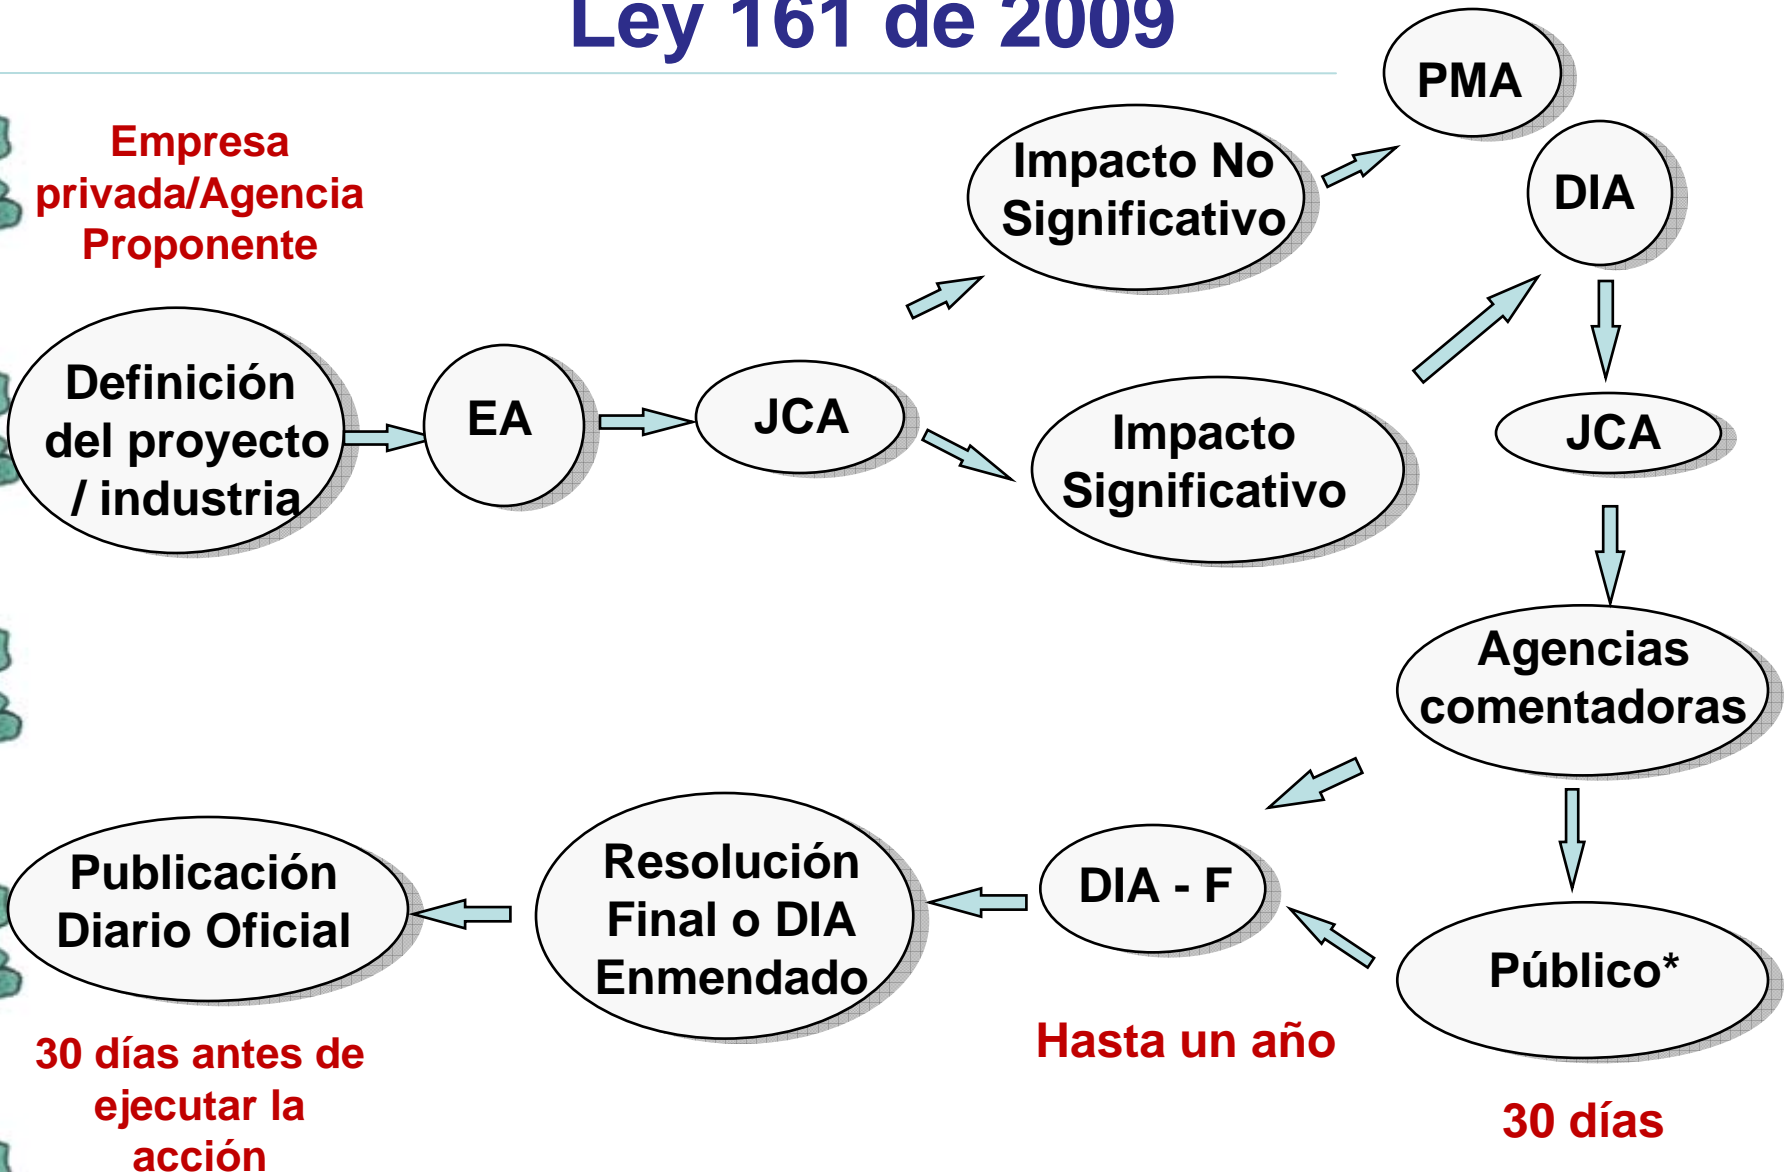 Ley 161 de 2009
Empresa
privada/Agencia
Proponente
Definición
del proyecto
/ industria
EA
JCA
Impacto No
Significativo
PMA
Impacto
Significativo
DIA
JCA
Agencias
comentadoras
Público*
30 días
DIA - F
Hasta un año
Resolución
Final o DIA
Enmendado
Publicación
Diario Oficial
30 días antes de
ejecutar la
acción